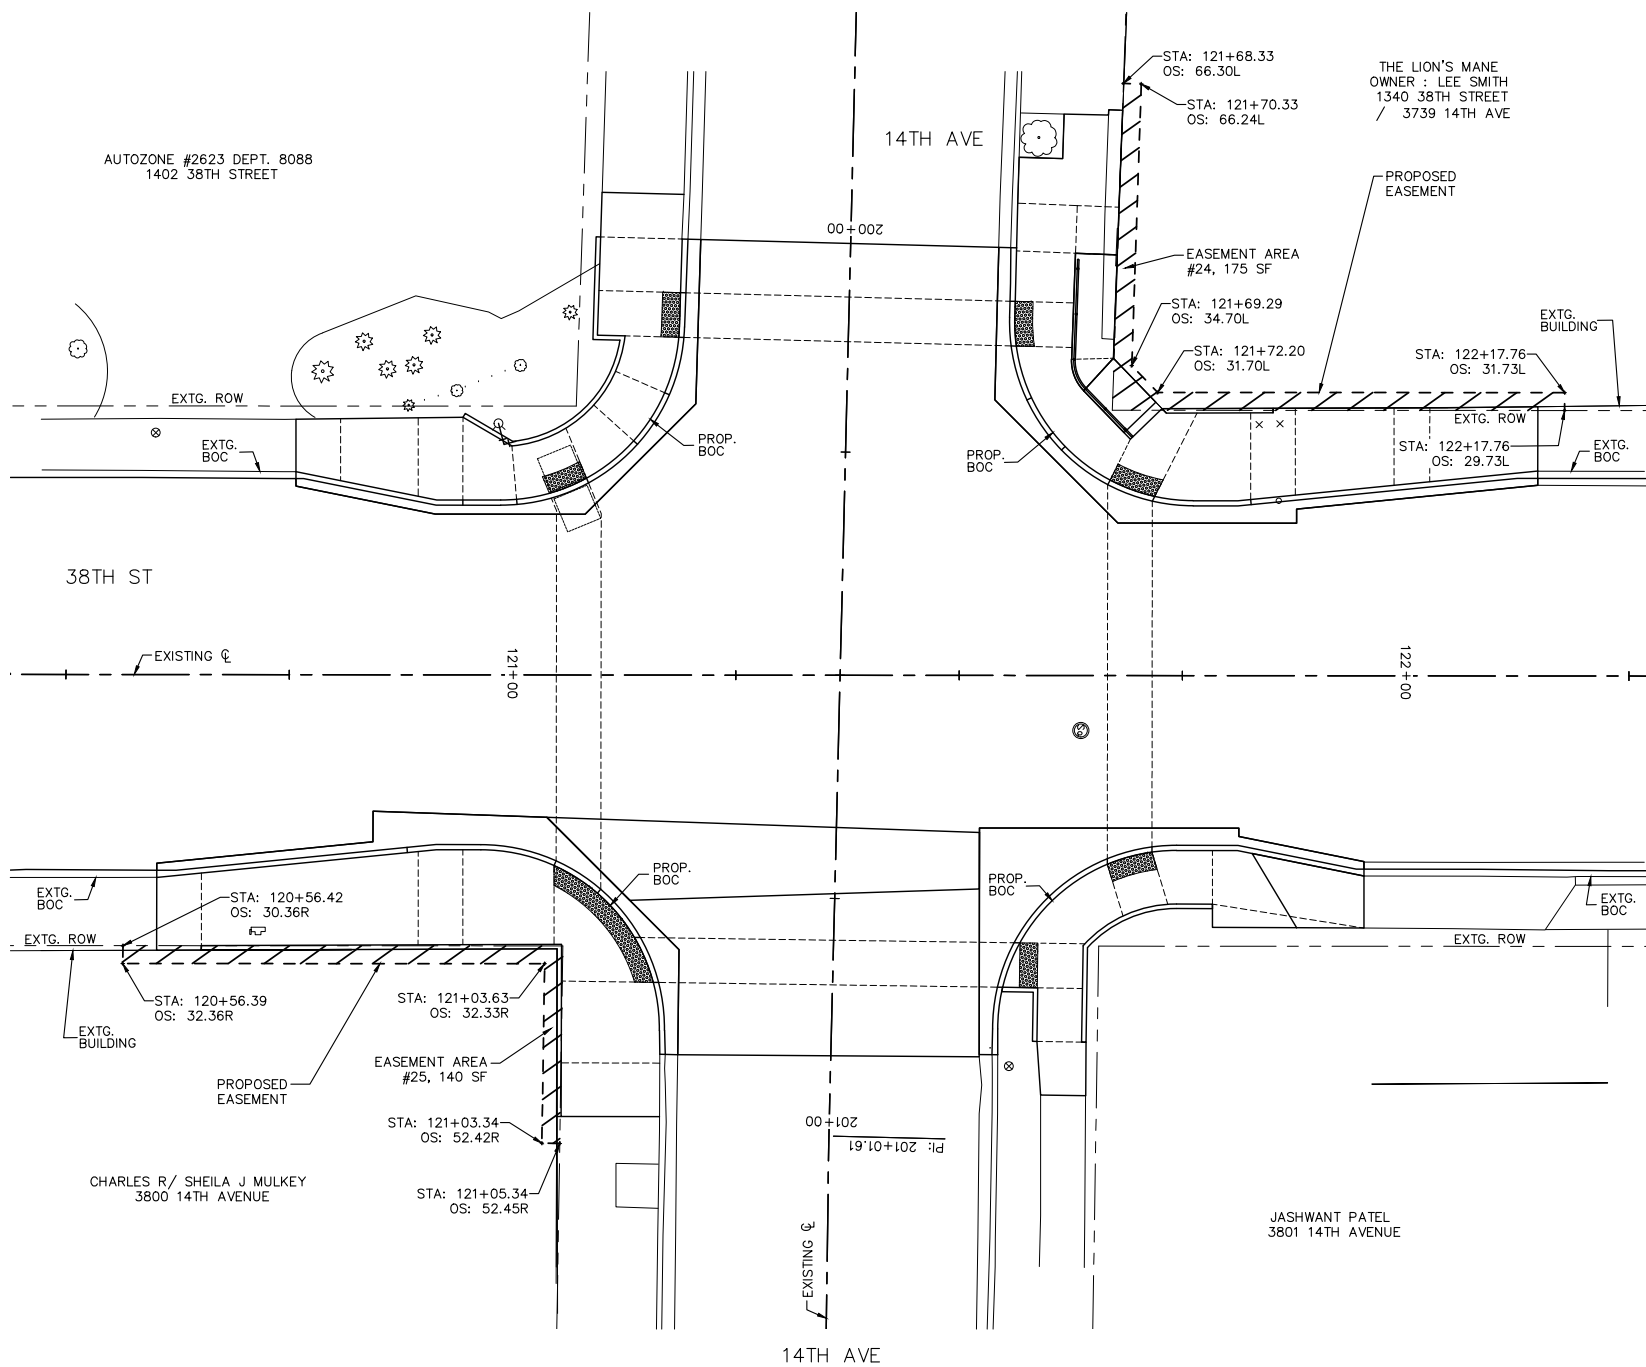 STA: 121+68.33
OS: 66.30L
STA: 121+70.33
OS: 66.24L
THE LION'S MANE
OWNER : LEE SMITH
1340 38TH STREET
/ 3739 14TH AVE
14TH AVE
AUTOZONE #2623 DEPT. 8088
1402 38TH STREET
PROPOSED
EASEMENT
200+00
EASEMENT AREA
#24, 175 SF
STA: 121+69.29
OS: 34.70L
EXTG.
BUILDING
STA: 121+72.20
OS: 31.70L
STA: 122+17.76
OS: 31.73L
EXTG. ROW
EXTG. ROW
EXTG.
BOC
PROP.
BOC
PROP.
BOC
STA: 122+17.76
OS: 29.73L
EXTG.
BOC
38TH ST
EXISTING ℄
121+00
122+00
S
PROP.
BOC
PROP.
BOC
EXTG.
BOC
STA: 120+56.42
OS: 30.36R
EXTG.
BOC
EXTG. ROW
EXTG. ROW
STA: 120+56.39
OS: 32.36R
STA: 121+03.63
OS: 32.33R
EXTG.
BUILDING
EASEMENT AREA
#25, 140 SF
PROPOSED
EASEMENT
STA: 121+03.34
OS: 52.42R
201+00
PI: 201+01.61
CHARLES R/ SHEILA J MULKEY
3800 14TH AVENUE
STA: 121+05.34
OS: 52.45R
JASHWANT PATEL
3801 14TH AVENUE
EXISTING ℄
14TH AVE